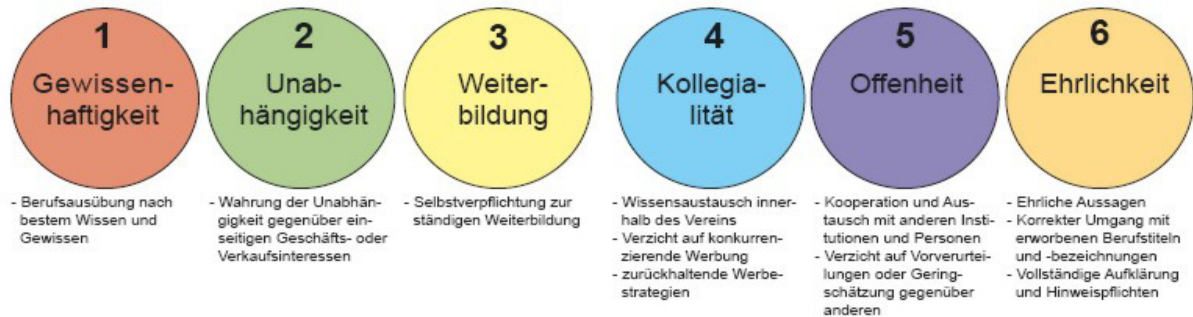 1
Gewissen-
haftigkeit
- Berufsausübung nach
bestem Wissen und
Gewissen
2
Unab-
hängigkeit
- Wahrung der Unabhän-
gigkeit gegenüber ein-
seitigen Geschäfts- oder
Verkaufsinteressen
3
Weiter-
bildung
- Selbstverpflichtung zur
ständigen Weiterbildung
4
Kollegia-
lität
- Wissensaustausch inner-
halb des Vereins
- Verzicht auf konkurren-
zierende Werbung
- zurückhaltende Werbe-
strategien
5
Offenheit
- Kooperation und Aus-
tausch mit anderen Insti-
tutionen und Personen
- Verzicht auf Vorverurtei-
lungen oder Gering-
schätzung gegenüber
anderen
6
Ehrlichkeit
- Ehrliche Aussagen
- Korrekter Umgang mit
erworbenen Berufstiteln
und -bezeichnungen
- Vollständige Aufklärung
und Hinweispflichten